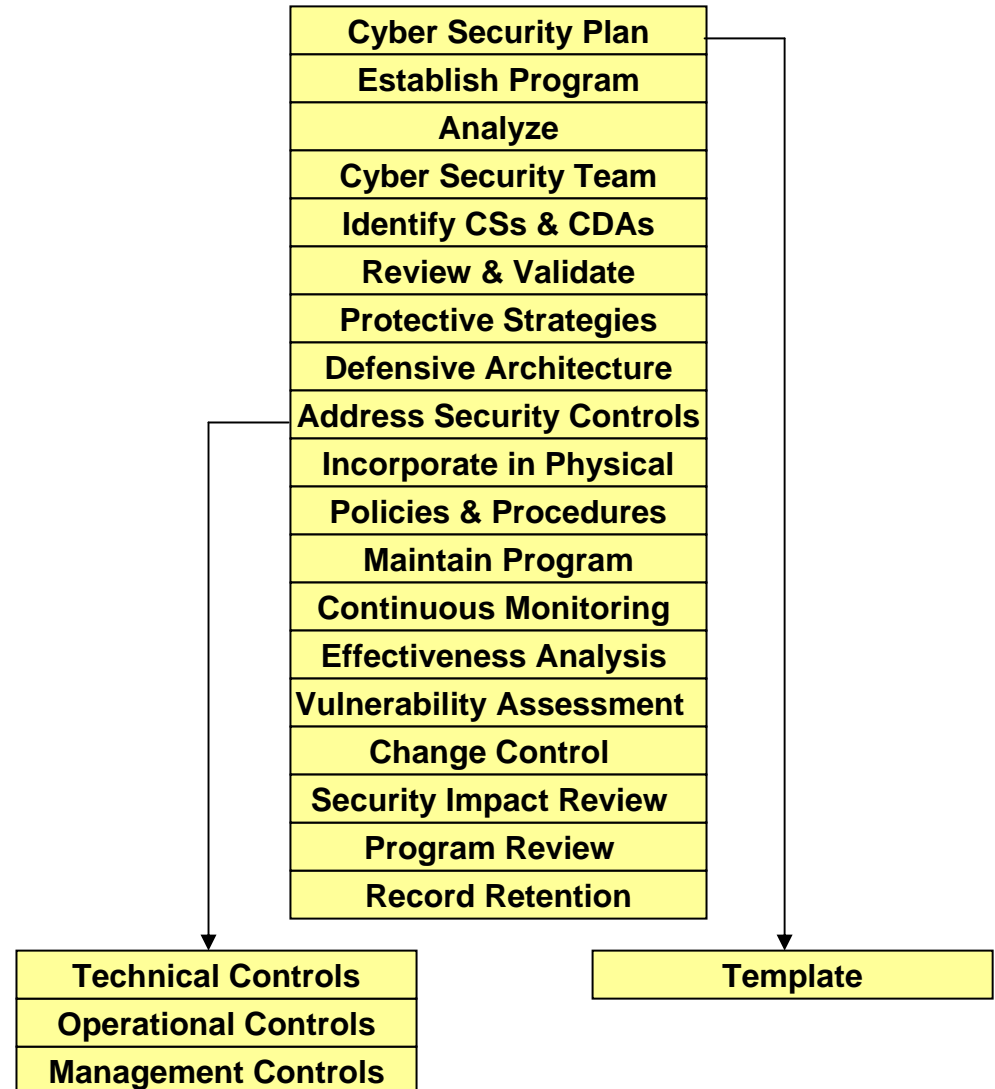 Cyber Security Plan
Establish Program
Analyze
Cyber Security Team
Identify CSs & CDAs
Review & Validate
Protective Strategies
Defensive Architecture
Address Security Controls
Incorporate in Physical
Policies & Procedures
Maintain Program
Continuous Monitoring
Effectiveness Analysis
Vulnerability Assessment
Change Control
Security Impact Review
Program Review
Record Retention
Technical Controls
Operational Controls
Management Controls
Template